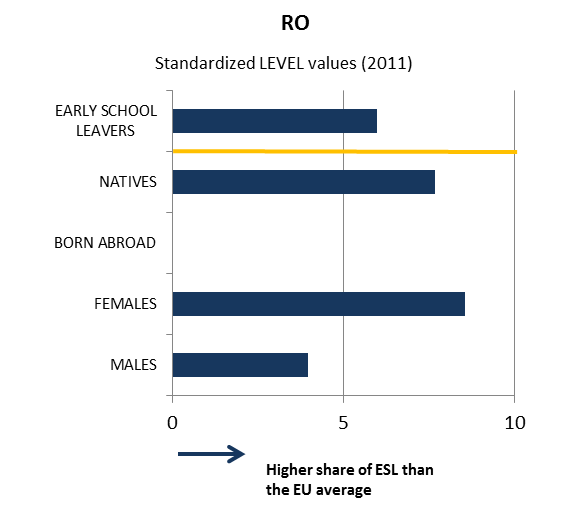 RO
Standardized LEVEL values (2011)
EARLY SCHOOL
LEAVERS
NATIVES
BORN ABROAD
FEMALES
MALES
0 5 10
Higher share of ESL than
the EU average